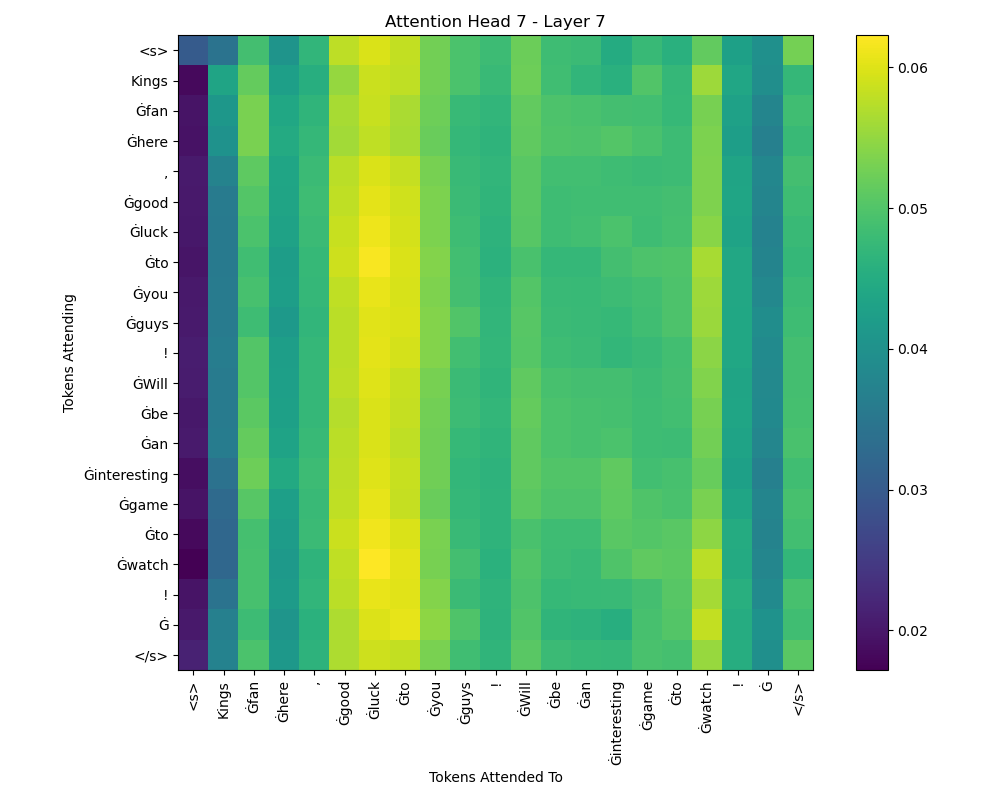 Attention Head 7 - Layer 7
<s>
Kings
Ġfan
Ġhere
,
Ġgood
Ġluck
Ġto
Ġyou
Ġguys
!
ĠWill
Ġbe
Ġan
Ġinteresting
Ġgame
Ġto
Ġwatch
!
Ġ
</s>
Tokens Attending
<s>
Kings
Ġfan
Ġhere
,
Ġgood
Ġluck
Ġto
Ġyou
Ġguys
!
ĠWill
Ġbe
Ġan
Ġinteresting
Ġgame
Ġto
Ġwatch
!
Ġ
</s>
Tokens Attended To
0.06
0.05
0.04
0.03
0.02